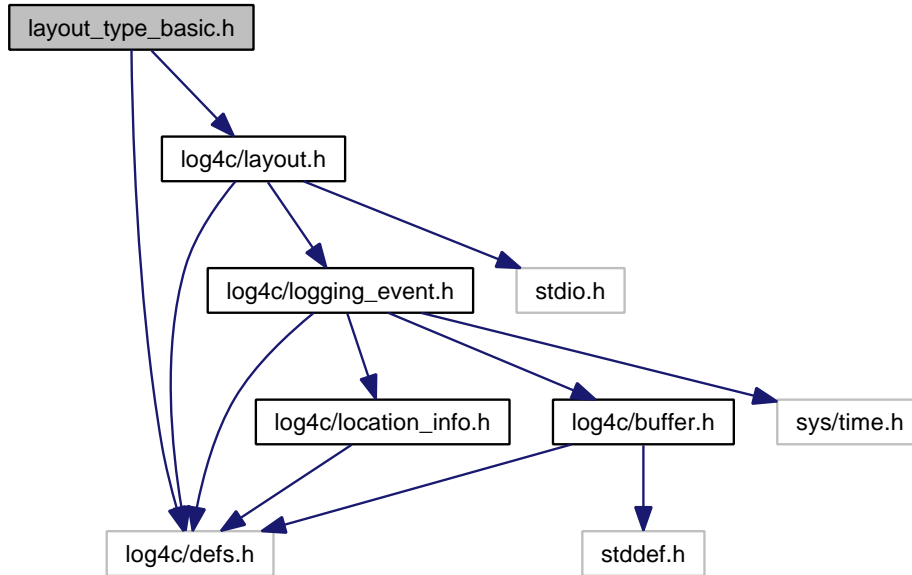 layout_type_basic.h
log4c/layout.h
log4c/logging_event.h
stdio.h
log4c/location_info.h
log4c/buffer.h
sys/time.h
log4c/defs.h
stddef.h